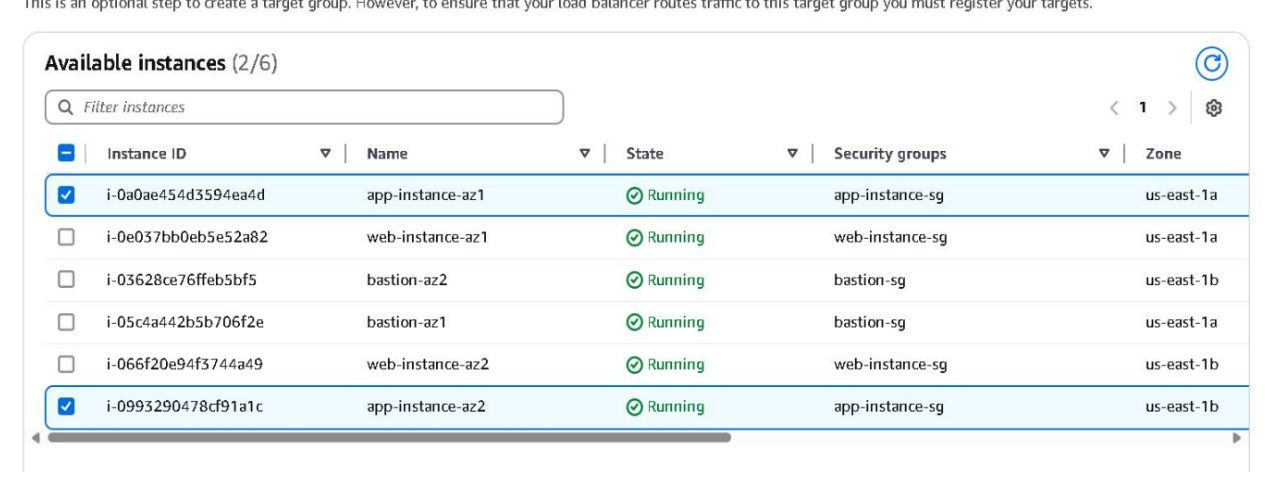 This is an optional step to create a target group. However, to ensure that your load balancer routes traffic to this target group you must register your targets.
Available instances (2/6)
Filter instances
1
Instance ID Name State Security groups Zone
i-0a0ae454d3594ea4d app-instance-az1 Running app-instance-sg us-east-1a
i-0e037bb0eb5e52a82 web-instance-az1 Running web-instance-sg us-east-1a
i-03628ce76ffeb5bf5 bastion-az2 Running bastion-sg us-east-1b
i-05c4a442b5b706f2e bastion-az1 Running bastion-sg us-east-1a
i-066f20e94f3744a49 web-instance-az2 Running web-instance-sg us-east-1b
i-0993290478cf91a1c app-instance-az2 Running app-instance-sg us-east-1b